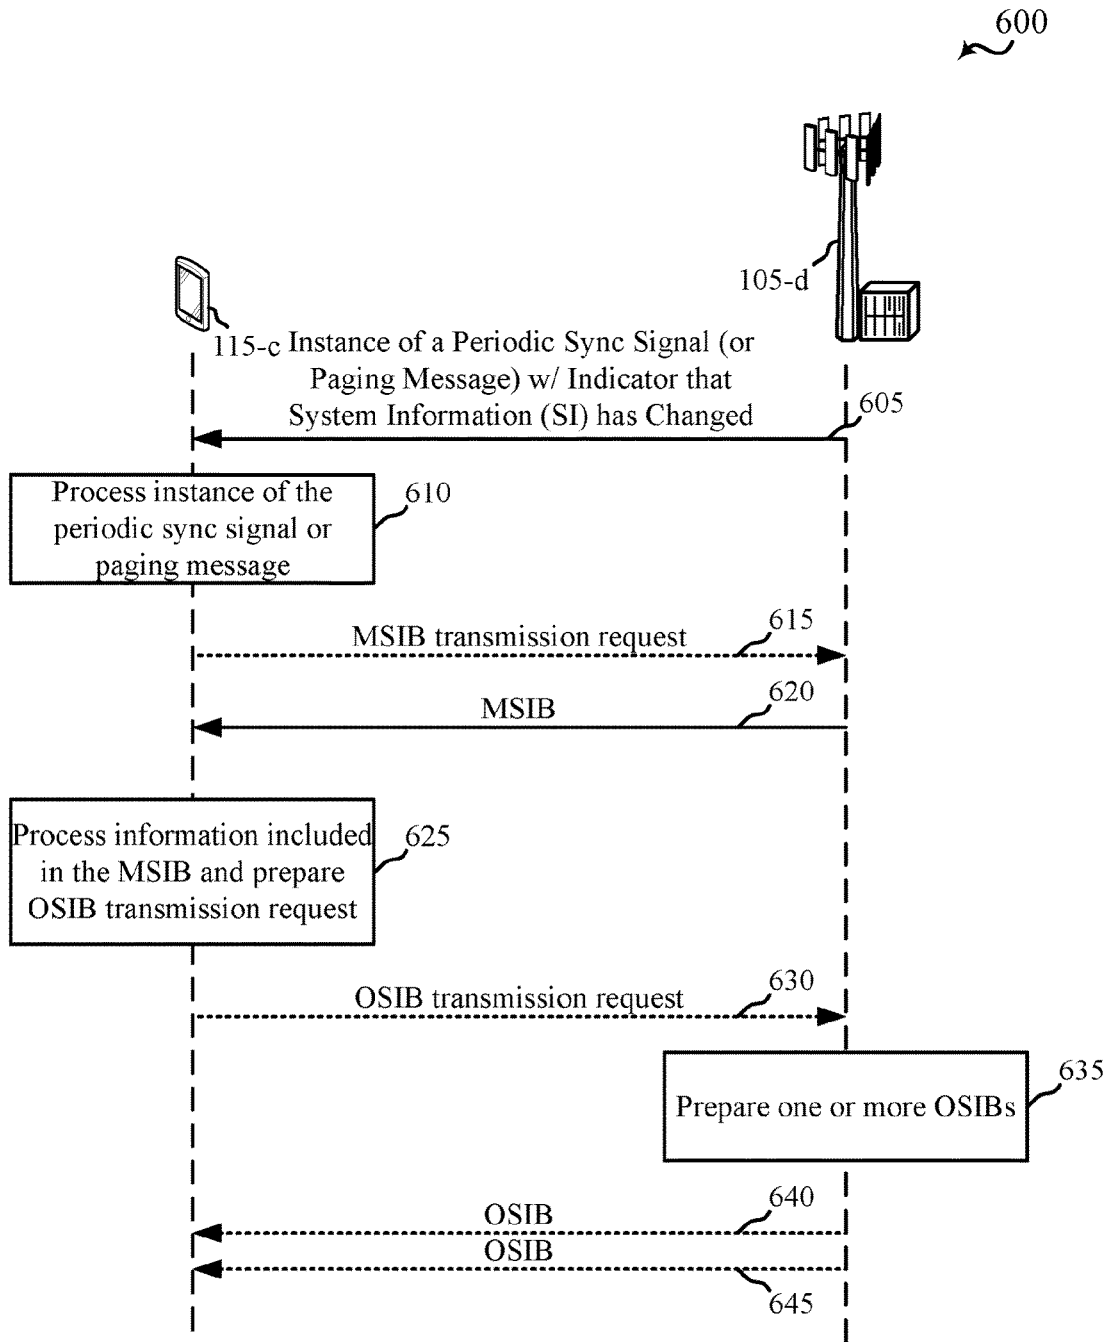 600
105-d
115-c
Instance of a Periodic Sync Signal (or
Paging Message) w/ Indicator that
System Information (SI) has Changed
605
Process instance of the
periodic sync signal or
paging message
610
MSIB transmission request
615
MSIB
620
Process information included
in the MSIB and prepare
OSIB transmission request
625
OSIB transmission request
630
Prepare one or more OSIBs
635
OSIB
640
OSIB
645